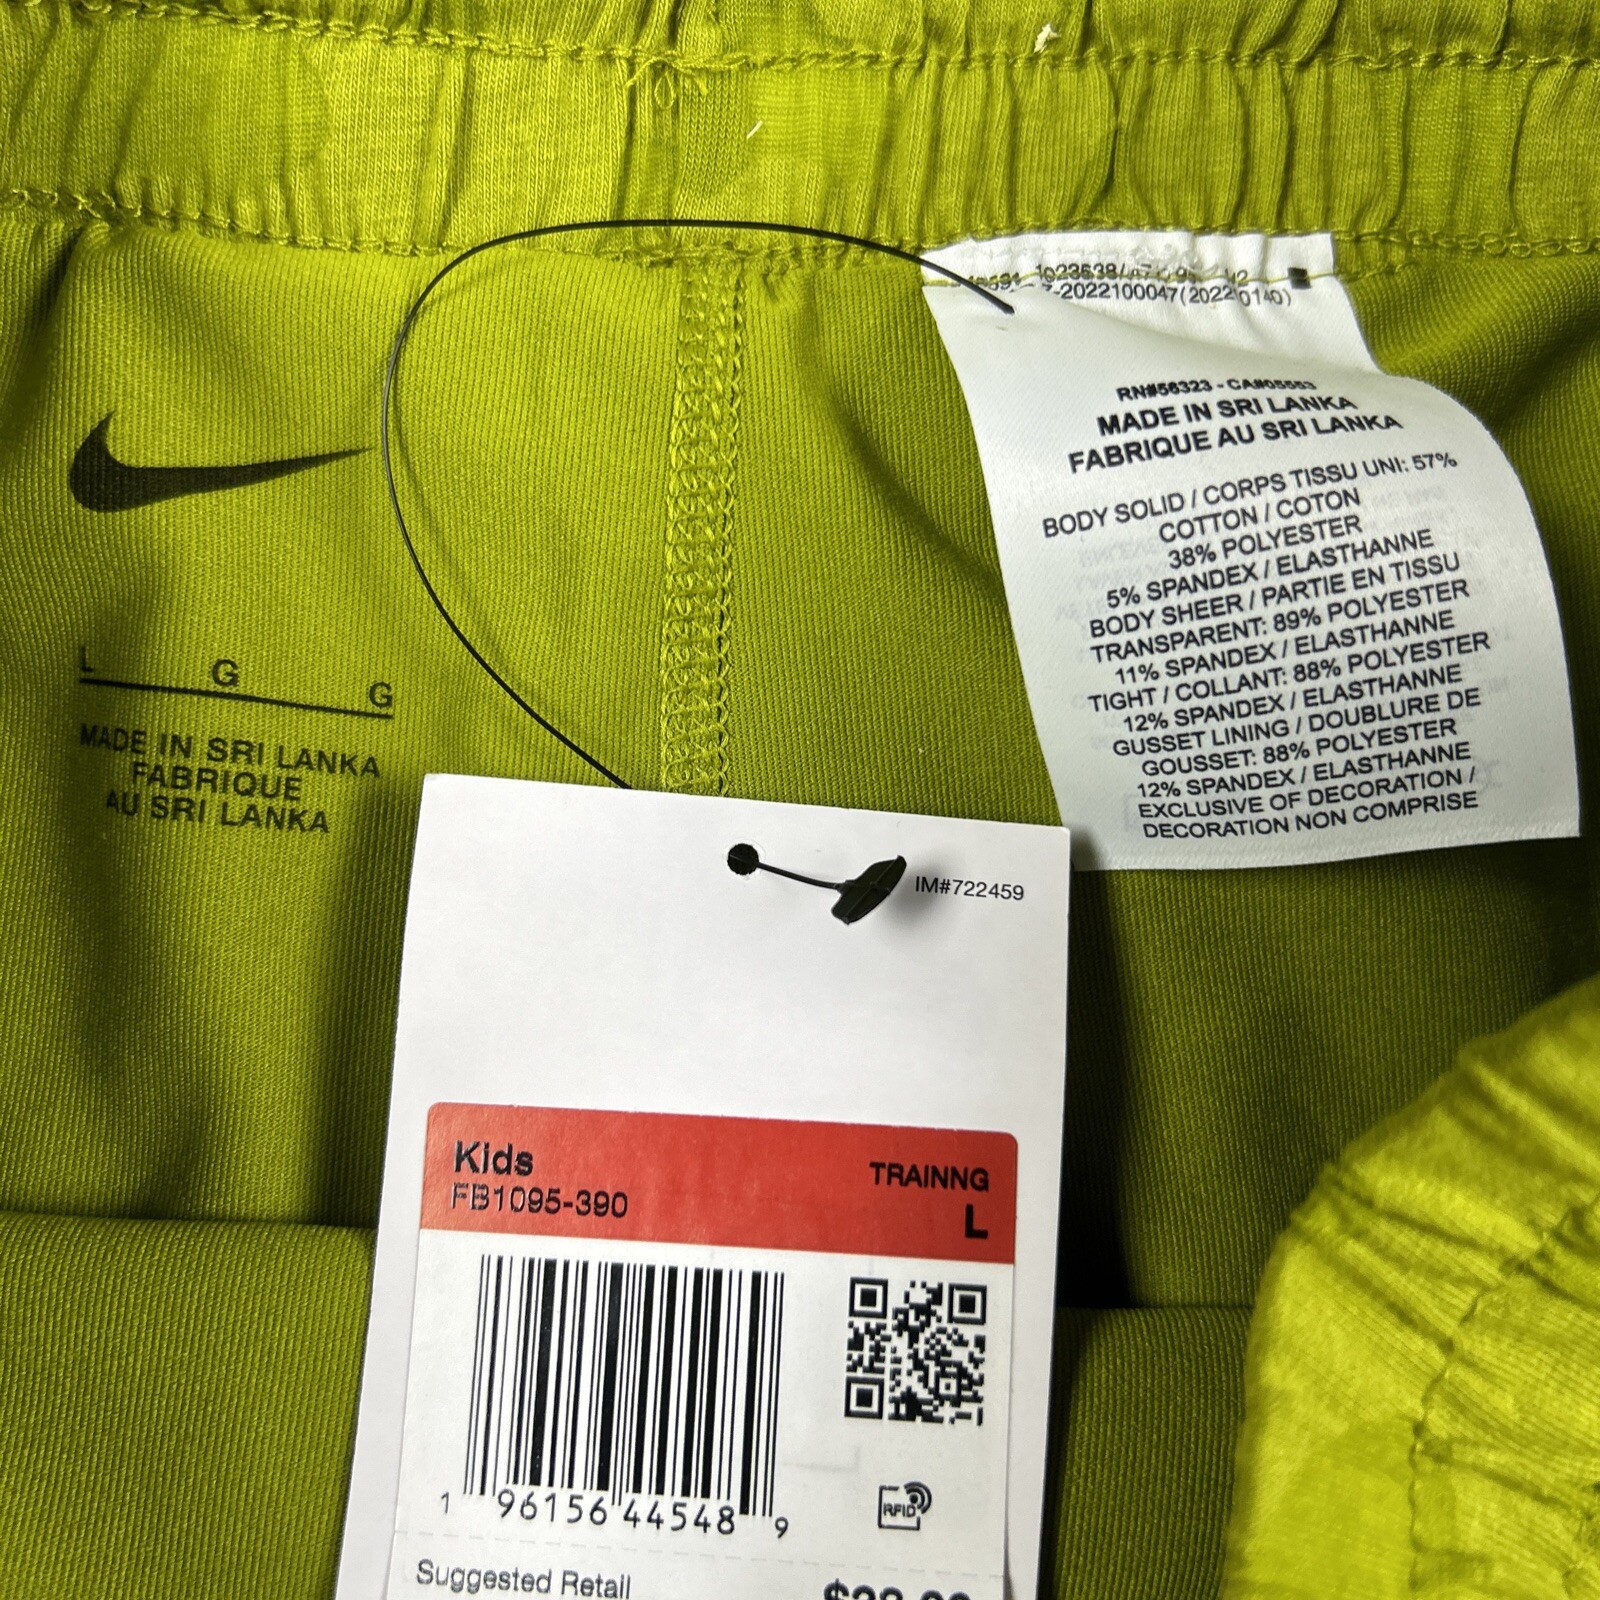 L G G
MADE IN SRI LANKA
FABRIQUE
AU SRI LANKA
-2022100047(20220140)
RN#56323 - CA#05553
MADE IN SRI LANKA
FABRIQUE AU SRI LANKA
BODY SOLID / CORPS TISSU UNI: 57%
COTTON / COTON
38% POLYESTER
5% SPANDEX / ELASTHANNE
BODY SHEER / PARTIE EN TISSU
TRANSPARENT: 89% POLYESTER
11% SPANDEX / ELASTHANNE
TIGHT / COLLANT: 88% POLYESTER
12% SPANDEX / ELASTHANNE
GUSSET LINING / DOUBLURE DE
GOUSSET: 88% POLYESTER
12% SPANDEX / ELASTHANNE
EXCLUSIVE OF DECORATION /
DECORATION NON COMPRISE
IM#722459
Kids TRAINNG
FB1095-390 L
1 96156 44548 9
RFID
Suggested Retail